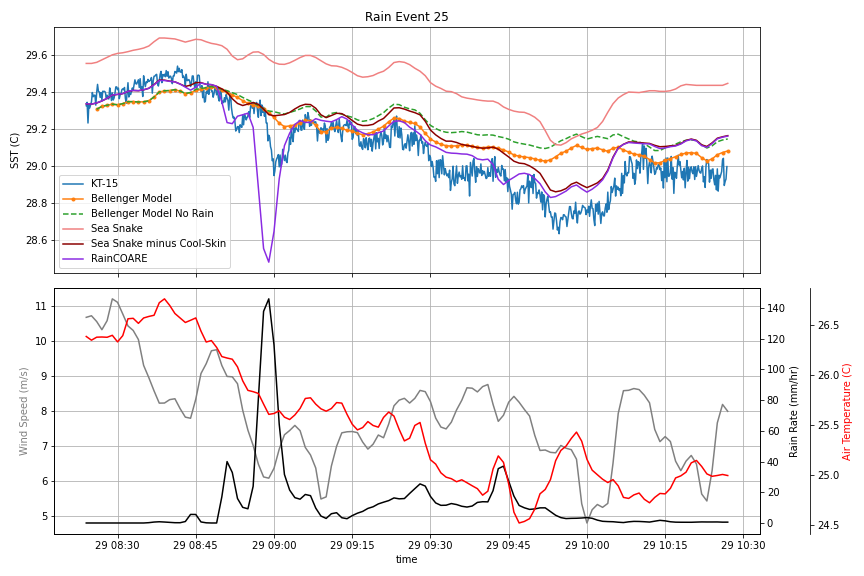 Rain Event 25
29.6
29.4
29.2
29.0
28.8
28.6
SST (C)
KT-15
Bellenger Model
Bellenger Model No Rain
Sea Snake
Sea Snake minus Cool-Skin
RainCOARE
11
10
9
8
7
6
5
Wind Speed (m/s)
140
120
100
80
60
40
20
0
Rain Rate (mm/hr)
26.5
26.0
25.5
25.0
24.5
Air Temperature (C)
29 08:30
29 08:45
29 09:00
29 09:15
29 09:30
29 09:45
29 10:00
29 10:15
29 10:30
time